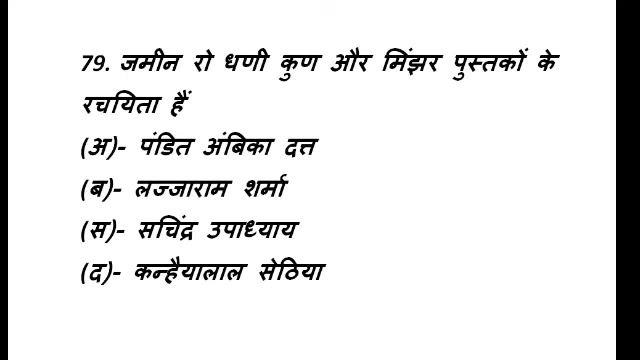 79. जमीन रो धणी कुण और मिंझर पुस्तकों के
रचयिता हैं
(अ)- पंडित अंबिका दत्त
(ब)- लज्जाराम शर्मा
(स)- सचिंद्र उपाध्याय
(द)- कन्हैयालाल सेठिया